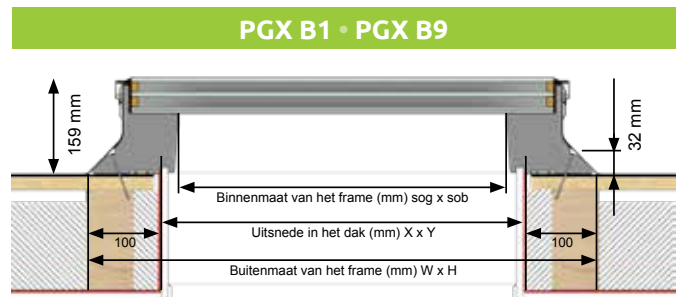 PGX B1 • PGX B9
159 mm
32 mm
Binnenmaat van het frame (mm) sog x sob
100
Uitsnede in het dak (mm) X x Y
100
Buitenmaat van het frame (mm) W x H